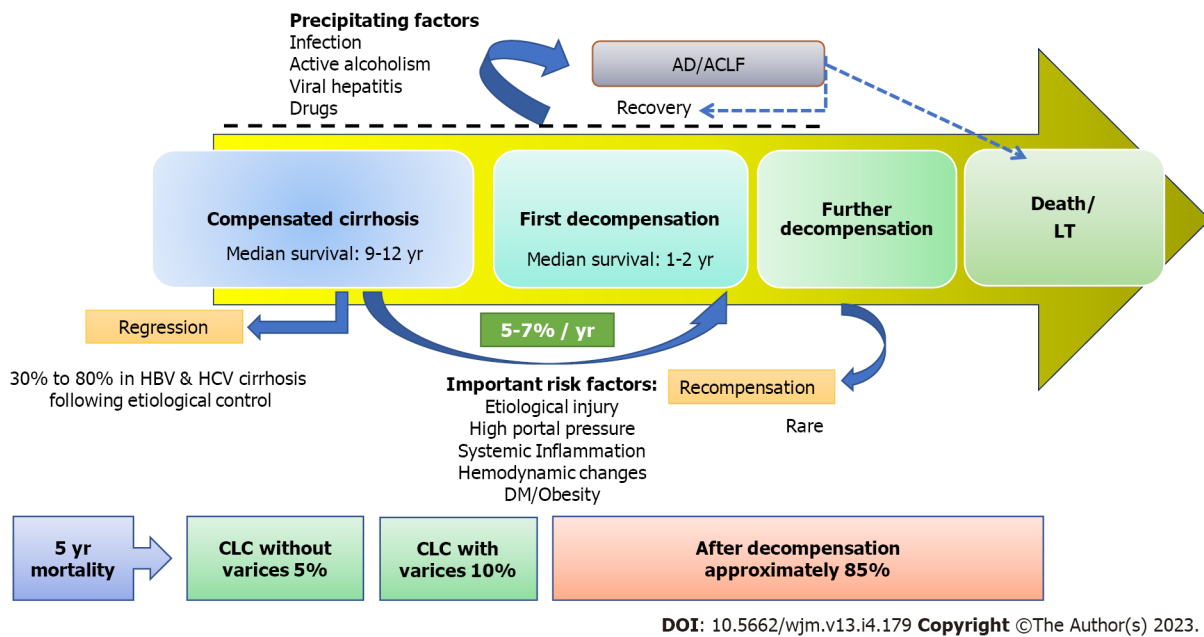 Precipitating factors
Infection
Active alcoholism
Viral hepatitis
Drugs
AD/ACLF
Recovery
Compensated cirrhosis
Median survival: 9-12 yr
First decompensation
Median survival: 1-2 yr
Further
decompensation
Death/
LT
Regression
30% to 80% in HBV & HCV cirrhosis
following etiological control
5-7% / yr
Important risk factors:
Etiological injury
High portal pressure
Systemic Inflammation
Hemodynamic changes
DM/Obesity
Recompensation
Rare
5 yr
mortality
CLC without
varices 5%
CLC with
varices 10%
After decompensation
approximately 85%
DOI: 10.5662/wjm.v13.i4.179 Copyright ©The Author(s) 2023.